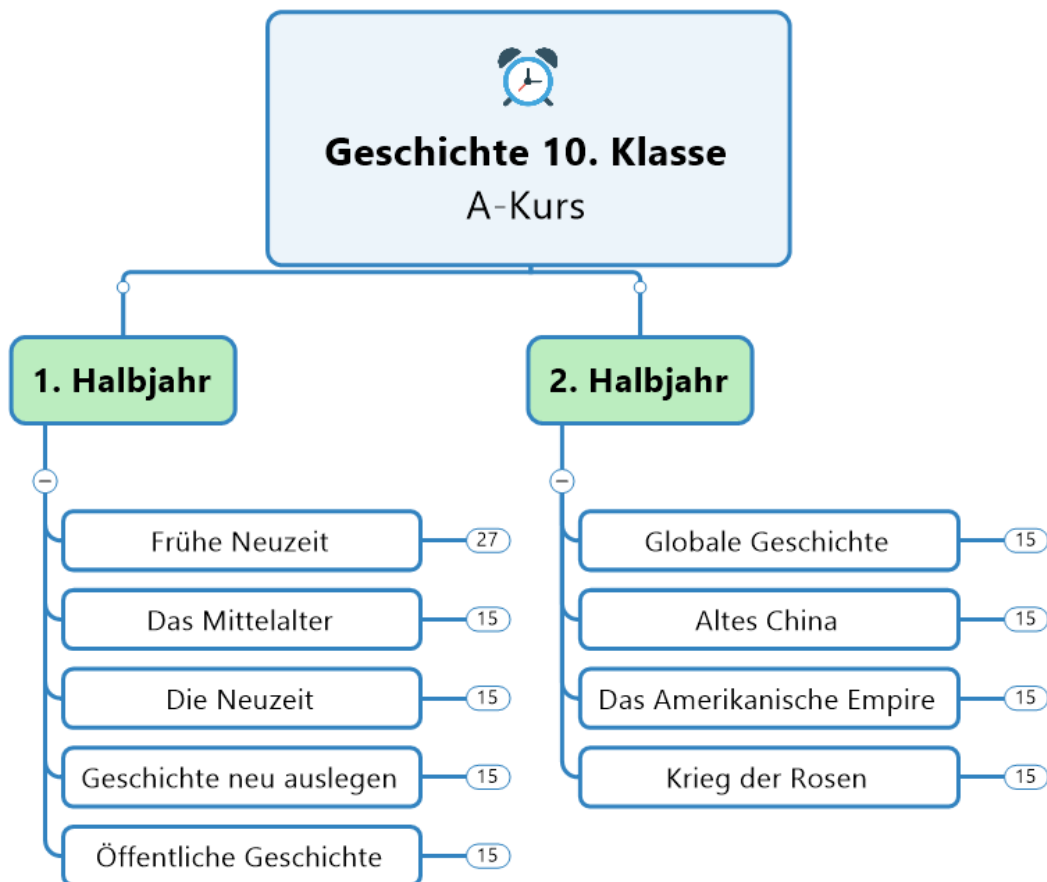 Geschichte 10. Klasse
A-Kurs
1. Halbjahr
Frühe Neuzeit
27
Das Mittelalter
15
Die Neuzeit
15
Geschichte neu auslegen
15
Öffentliche Geschichte
15
2. Halbjahr
Globale Geschichte
15
Altes China
15
Das Amerikanische Empire
15
Krieg der Rosen
15